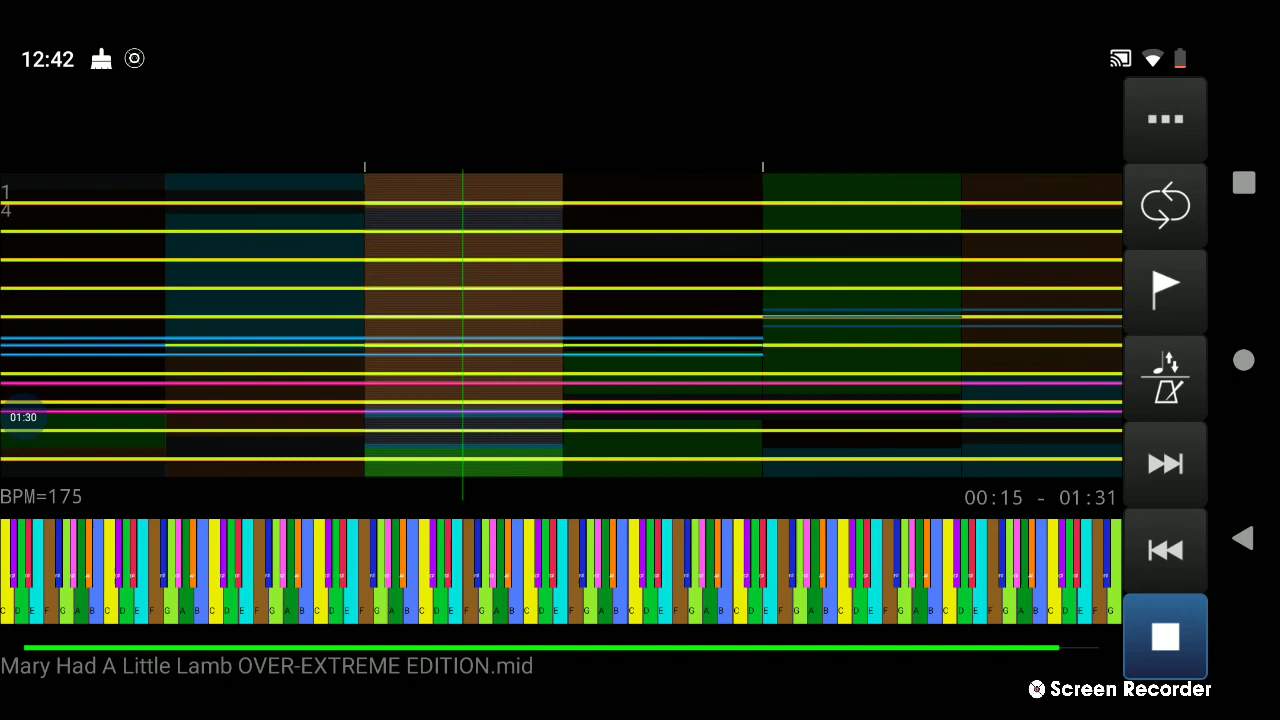 12:42
1
4
01:30
BPM=175
00:15 - 01:31
C D E F G A B C D E F G A B C D E F G A B C D E F G A B C D E F G A B C D E F G A B C D E F G A B C D E F G A B C D E F G A B C D E F G A B C D E F G A B C D E F G
Mary Had A Little Lamb OVER-EXTREME EDITION.mid
Screen Recorder